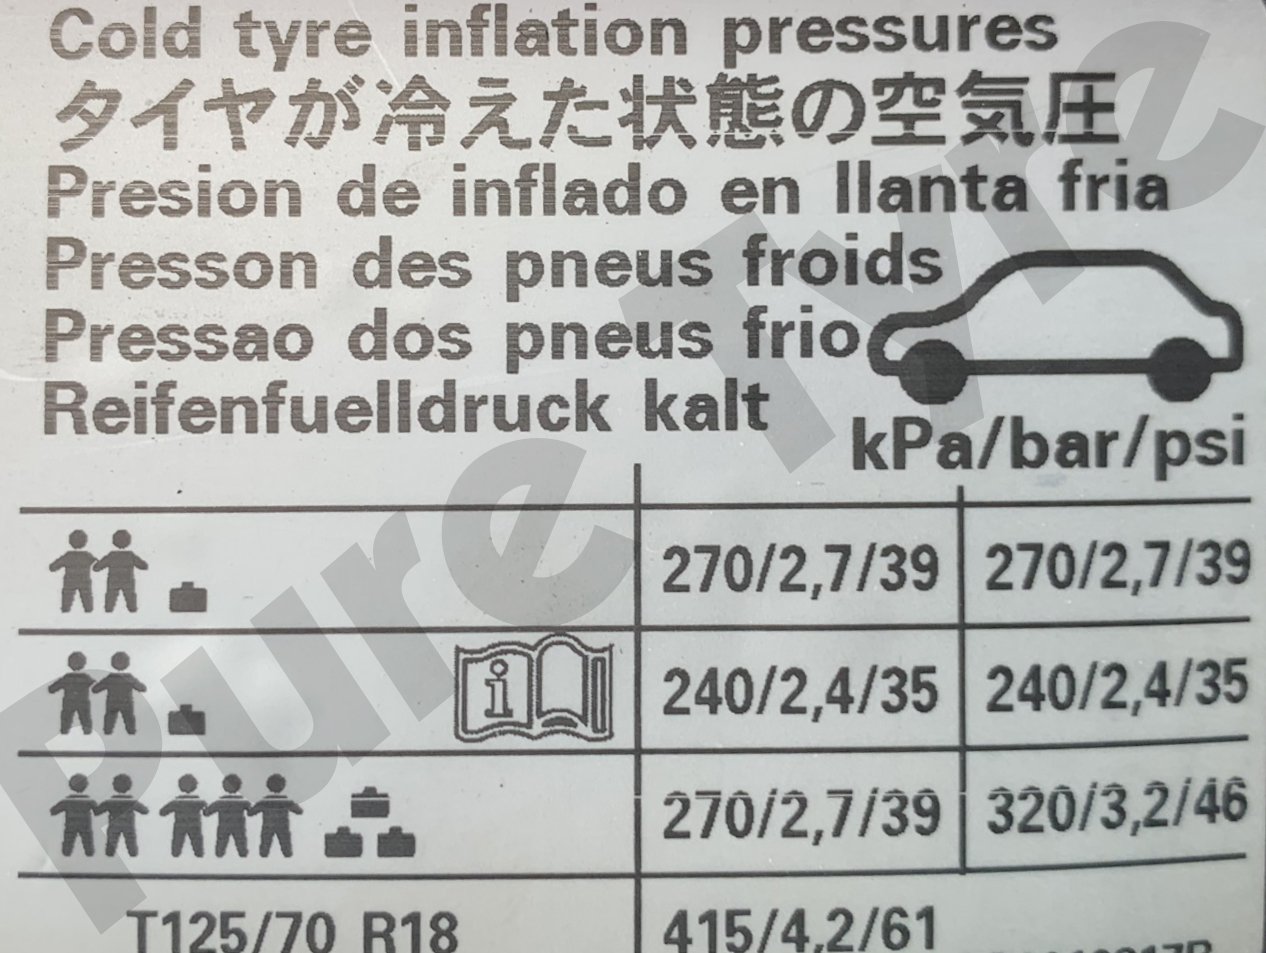 Cold tyre inflation pressures
タイヤが冷えた状態の空気圧
Presion de inflado en llanta fria
Presson des pneus froids
Pressao dos pneus frio
Reifenfuelldruck kalt
kPa/bar/psi
270/2,7/39 270/2,7/39
i 240/2,4/35 240/2,4/35
270/2,7/39 320/3,2/46
T125/70 R18 415/4,2/61
Pure Tyre